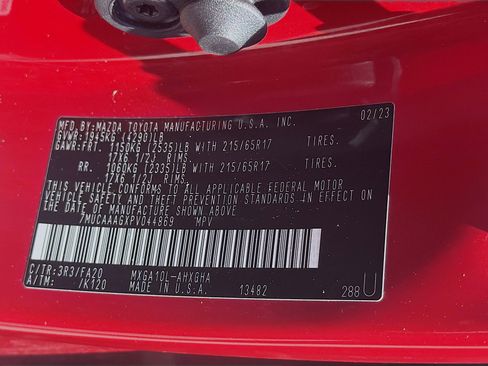 MFD.BY:MAZDA TOYOTA MANUFACTURING U.S.A. INC. 02/23
GVWR:1945KG (4290)LB
GAWR:FRT. 1150KG (2535)LB WITH 215/65R17 TIRES.
17X6 1/2J RIMS.
RR. 1060KG (2335)LB WITH 215/65R17 TIRES.
17X6 1/2J RIMS.
THIS VEHICLE CONFORMS TO ALL APPLICABLE FEDERAL MOTOR
VEHICLE SAFETY AND THEFT PREVENTION STANDARDS IN
EFFECT ON THE DATE OF MANUFACTURE SHOWN ABOVE.
7MUCAAAGXPV044869 MPV
C/TR:3R3/FA20 MXGA10L-AHXGHA
A/TM: /K120 MADE IN U.S.A. 13482 288 U